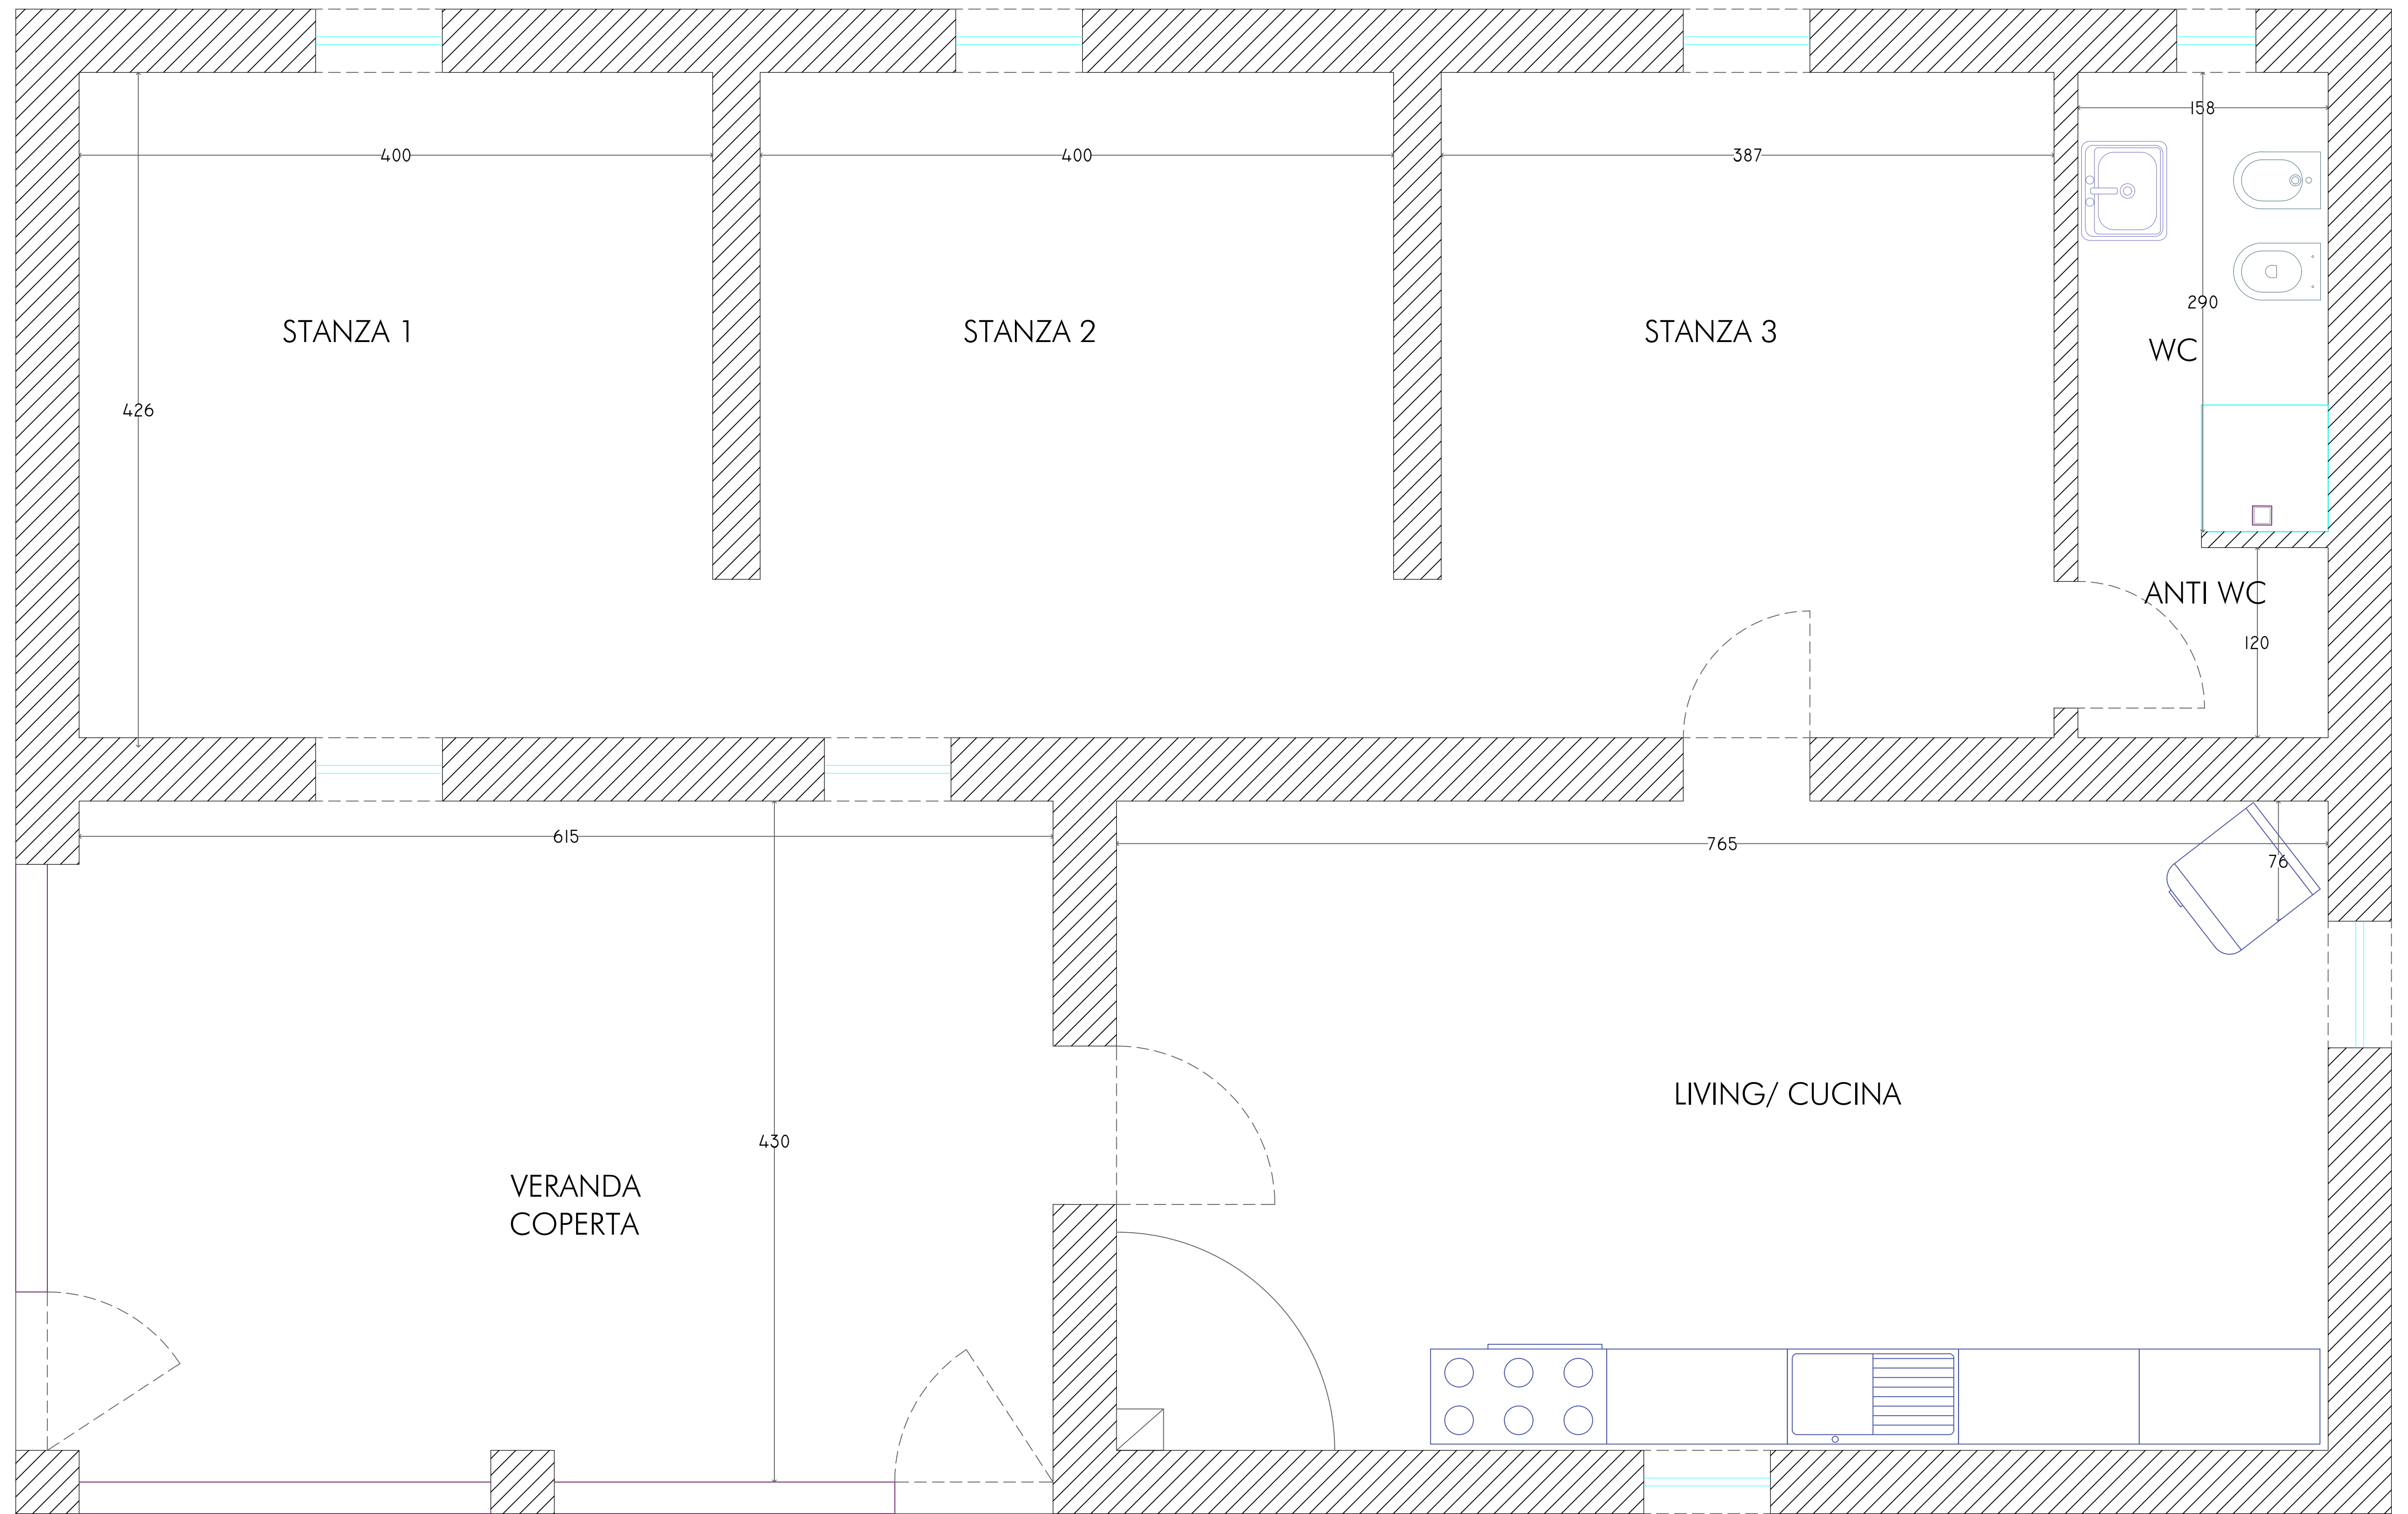 158
400
400
387
290
STANZA 1
STANZA 2
STANZA 3
WC
426
ANTI WC
120
615
765
76
LIVING/ CUCINA
430
VERANDA
COPERTA